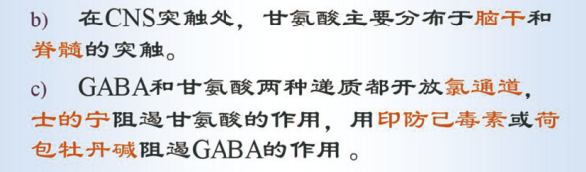 b) 在CNS突触处，甘氨酸主要分布于脑干和
脊髓的突触。
c) GABA和甘氨酸两种递质都开放氯通道，
士的宁阻遏甘氨酸的作用，用印防己毒素或荷
包牡丹碱阻遏GABA的作用。